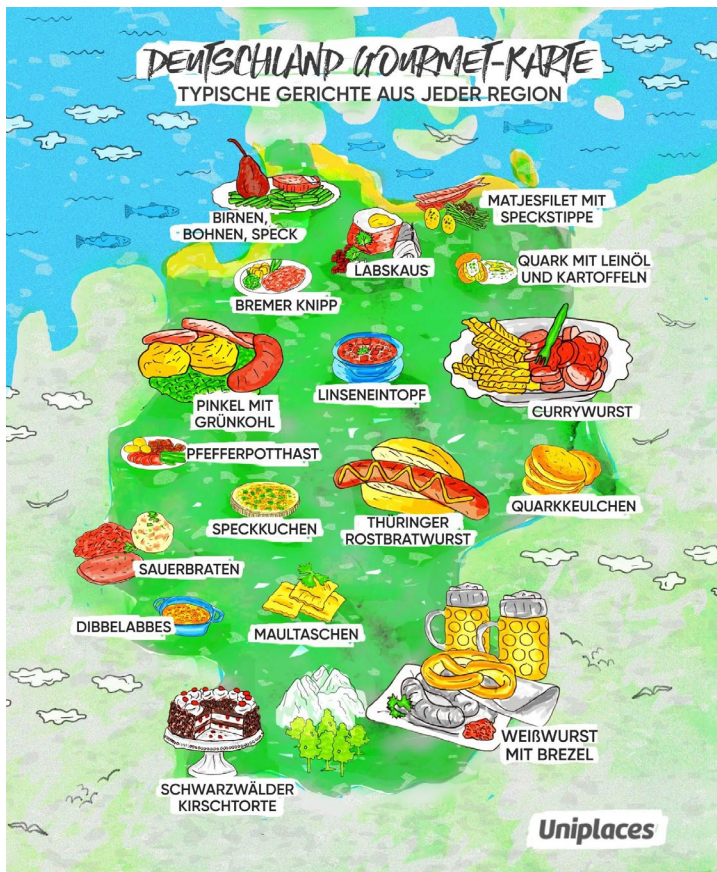 DEUTSCHLAND GOURMET-KARTE
TYPISCHE GERICHTE AUS JEDER REGION
BIRNEN,
BOHNEN, SPECK
MATJESFILET MIT
SPECKSTIPPE
LABSKAUS
QUARK MIT LEINÖL
UND KARTOFFELN
BREMER KNIPP
PINKEL MIT
GRÜNKOHL
LINSENEINTOPF
CURRYWURST
PFEFFERPOTTHAST
SPECKKUCHEN
THÜRINGER
ROSTBRATWURST
QUARKKEULCHEN
SAUERBRATEN
DIBBELABBES
MAULTASCHEN
WEIßWURST
MIT BREZEL
SCHWARZWÄLDER
KIRSCHTORTE
Uniplaces